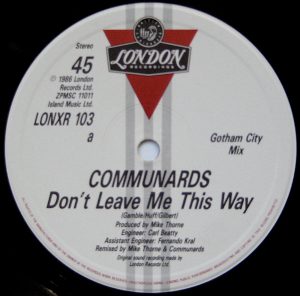 LONDON
RECORDINGS
Stereo
45
℗ 1986 London
Records Ltd.
ZPMSC 11011
Island Music Ltd.
LONXR 103
a
Gotham City
Mix
COMMUNARDS
Don't Leave Me This Way
(Gamble/Huff/Gilbert)
Produced by Mike Thorne
Engineer: Carl Beatty
Assistant Engineer: Fernando Kral
Remixed by Mike Thorne & Communards
Original sound recording made by
London Records Ltd.